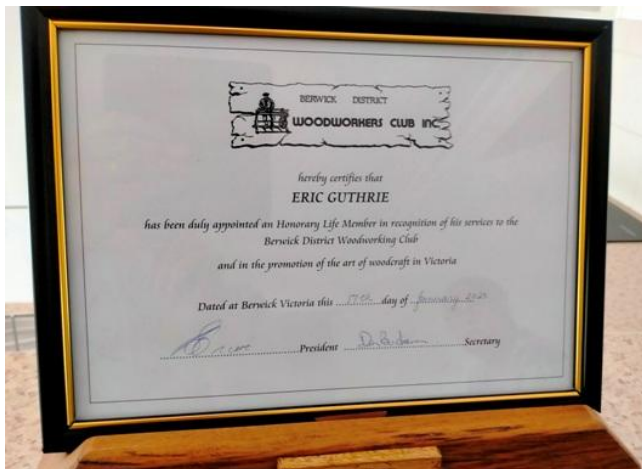 BERWICK DISTRICT
WOODWORKERS CLUB INC
hereby certifies that
ERIC GUTHRIE
has been duly appointed an Honorary Life Member in recognition of his services to the
Berwick District Woodworking Club
and in the promotion of the art of woodcraft in Victoria
Dated at Berwick Victoria this 17th day of January
President Secretary